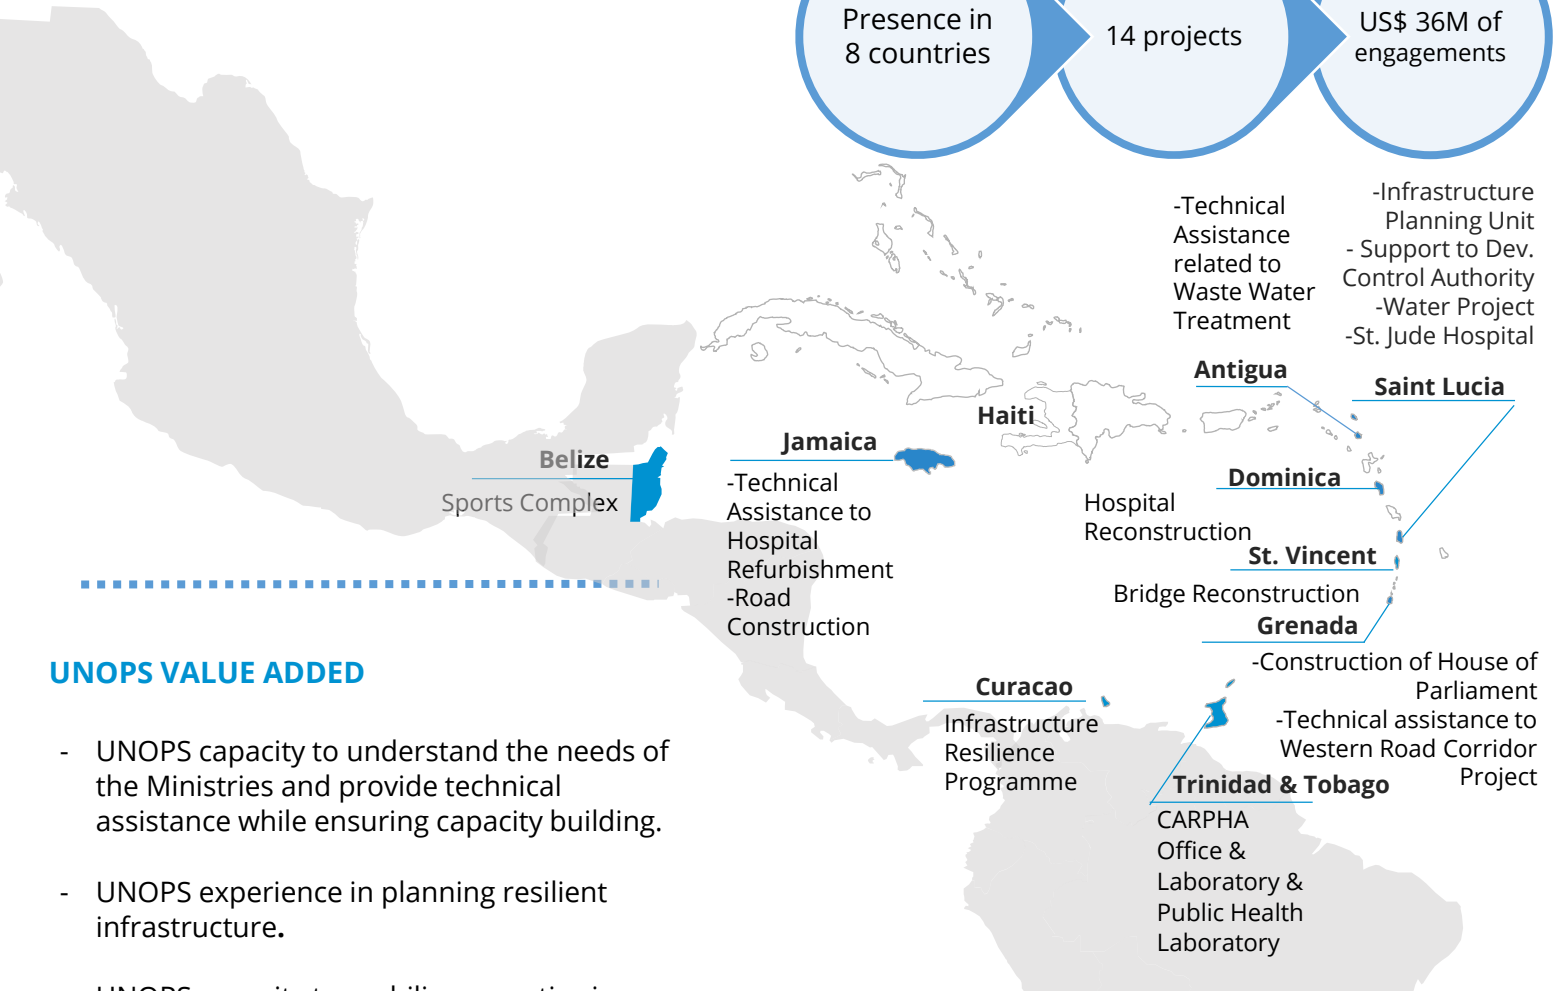 Presence in
8 countries
14 projects
US$ 36M of
engagements
-Technical
Assistance
related to
Waste Water
Treatment
Antigua
-Infrastructure
Planning Unit
- Support to Dev.
Control Authority
-Water Project
-St. Jude Hospital
Saint Lucia
Haiti
Jamaica
-Technical
Assistance to
Hospital
Refurbishment
-Road
Construction
Belize
Sports Complex
Dominica
Hospital
Reconstruction
St. Vincent
Bridge Reconstruction
Grenada
-Construction of House of
Parliament
-Technical assistance to
Western Road Corridor
Project
Curacao
Infrastructure
Resilience
Programme
Trinidad & Tobago
CARPHA
Office &
Laboratory &
Public Health
Laboratory
UNOPS VALUE ADDED
- UNOPS capacity to understand the needs of
the Ministries and provide technical
assistance while ensuring capacity building.
- UNOPS experience in planning resilient
infrastructure.